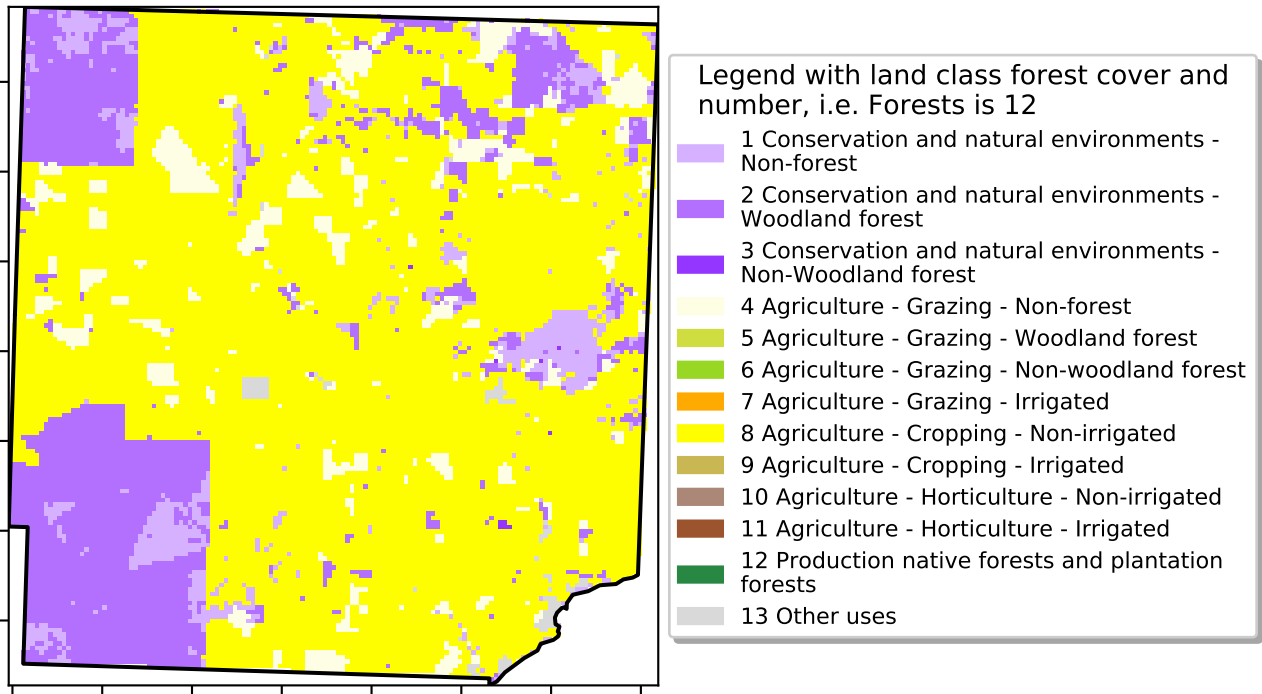 Legend with land class forest cover and
number, i.e. Forests is 12
1 Conservation and natural environments -
Non-forest
2 Conservation and natural environments -
Woodland forest
3 Conservation and natural environments -
Non-Woodland forest
4 Agriculture - Grazing - Non-forest
5 Agriculture - Grazing - Woodland forest
6 Agriculture - Grazing - Non-woodland forest
7 Agriculture - Grazing - Irrigated
8 Agriculture - Cropping - Non-irrigated
9 Agriculture - Cropping - Irrigated
10 Agriculture - Horticulture - Non-irrigated
11 Agriculture - Horticulture - Irrigated
12 Production native forests and plantation
forests
13 Other uses